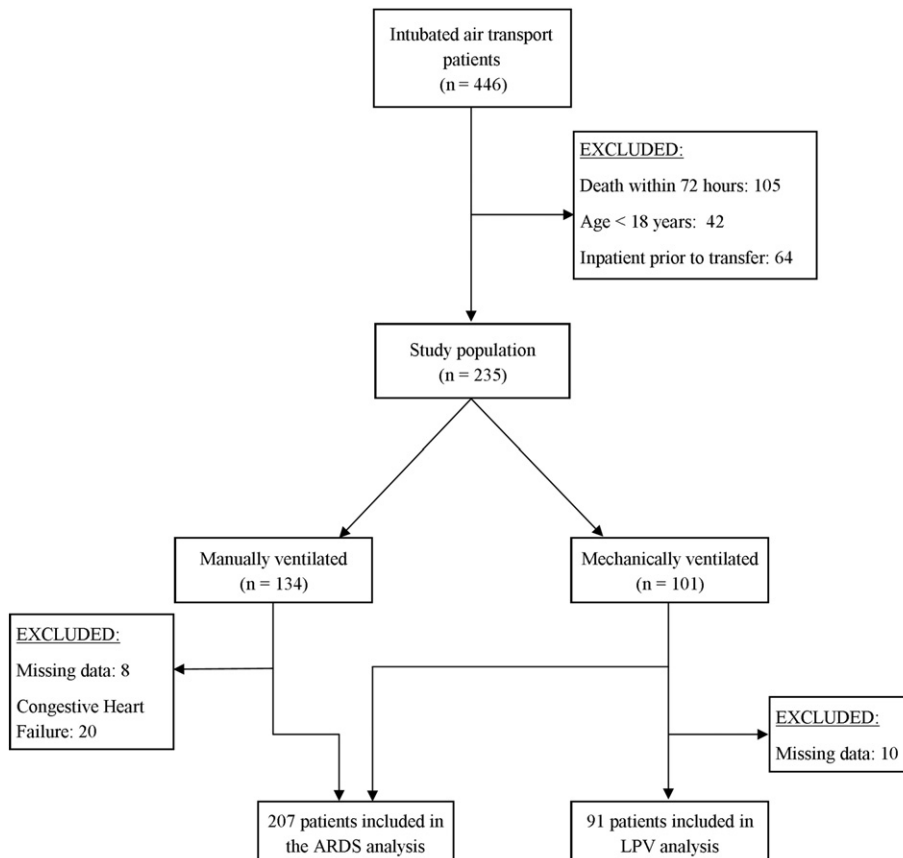 Intubated air transport
patients
(n = 446)
EXCLUDED:
Death within 72 hours: 105
Age < 18 years: 42
Inpatient prior to transfer: 64
Study population
(n = 235)
Manually ventilated
(n = 134)
Mechanically ventilated
(n = 101)
EXCLUDED:
Missing data: 8
Congestive Heart
Failure: 20
EXCLUDED:
Missing data: 10
207 patients included in
the ARDS analysis
91 patients included in
LPV analysis